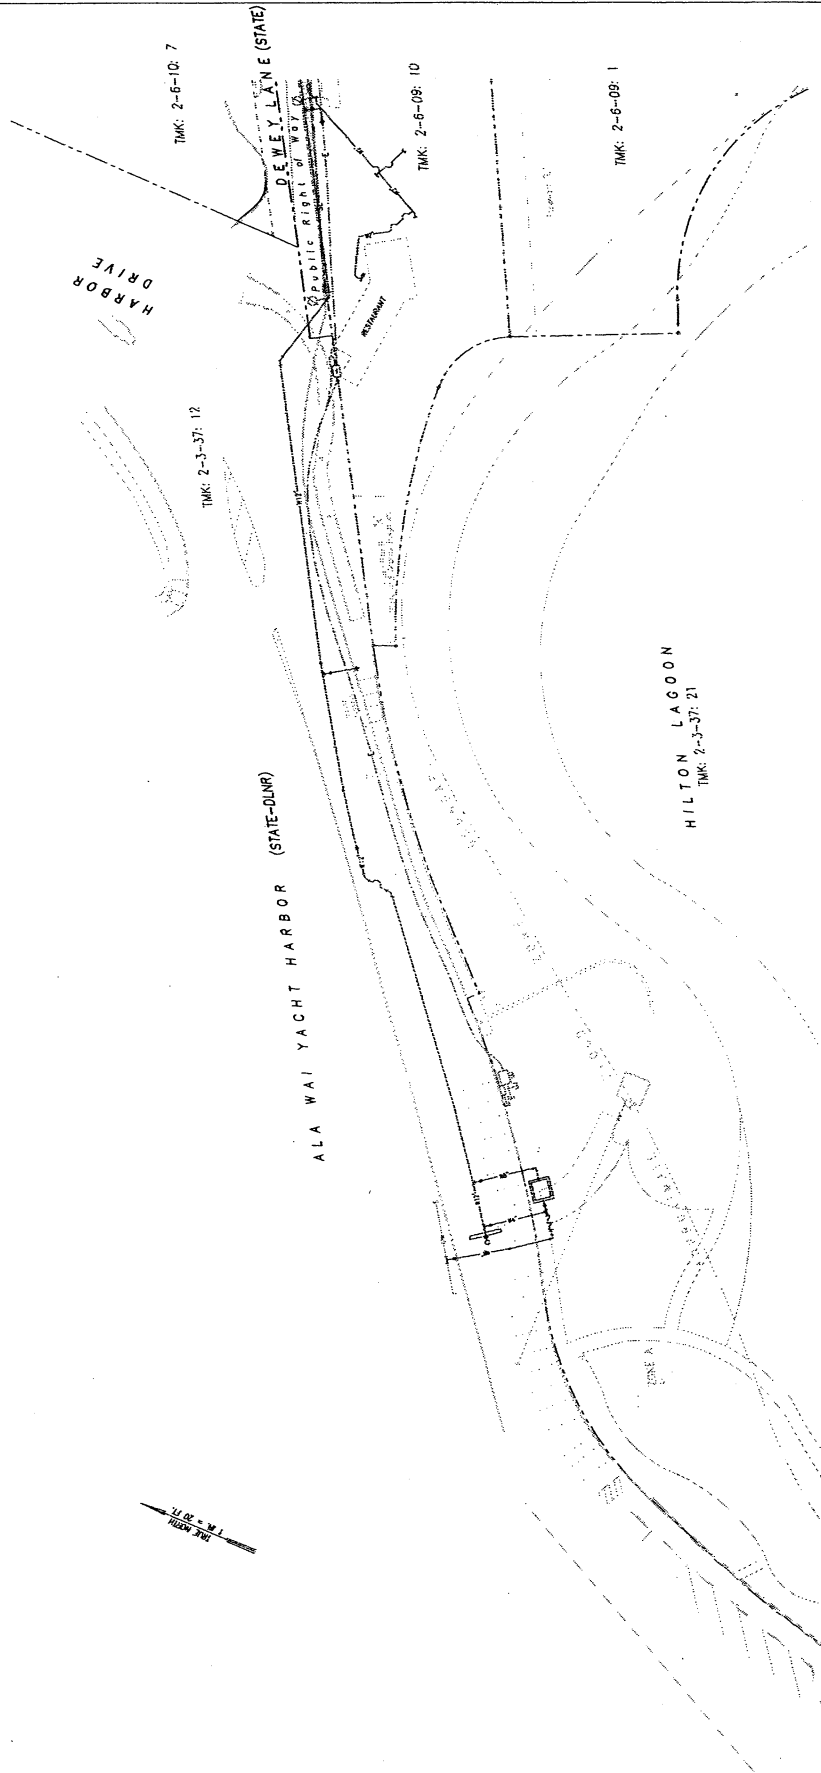 TMK: 2-6-10: 7
DEWEY LANE (STATE)
Public Right of Way
TMK: 2-6-09: 10
TMK: 2-6-09: 1
HARBOR
DRIVE
RESTAURANT
TMK: 2-3-37: 12
HILTON LAGOON
TMK: 2-3-37: 21
ALA WAI YACHT HARBOR (STATE-DLNR)
ZONE A
TRUE NORTH
1 IN. = 20 FT.